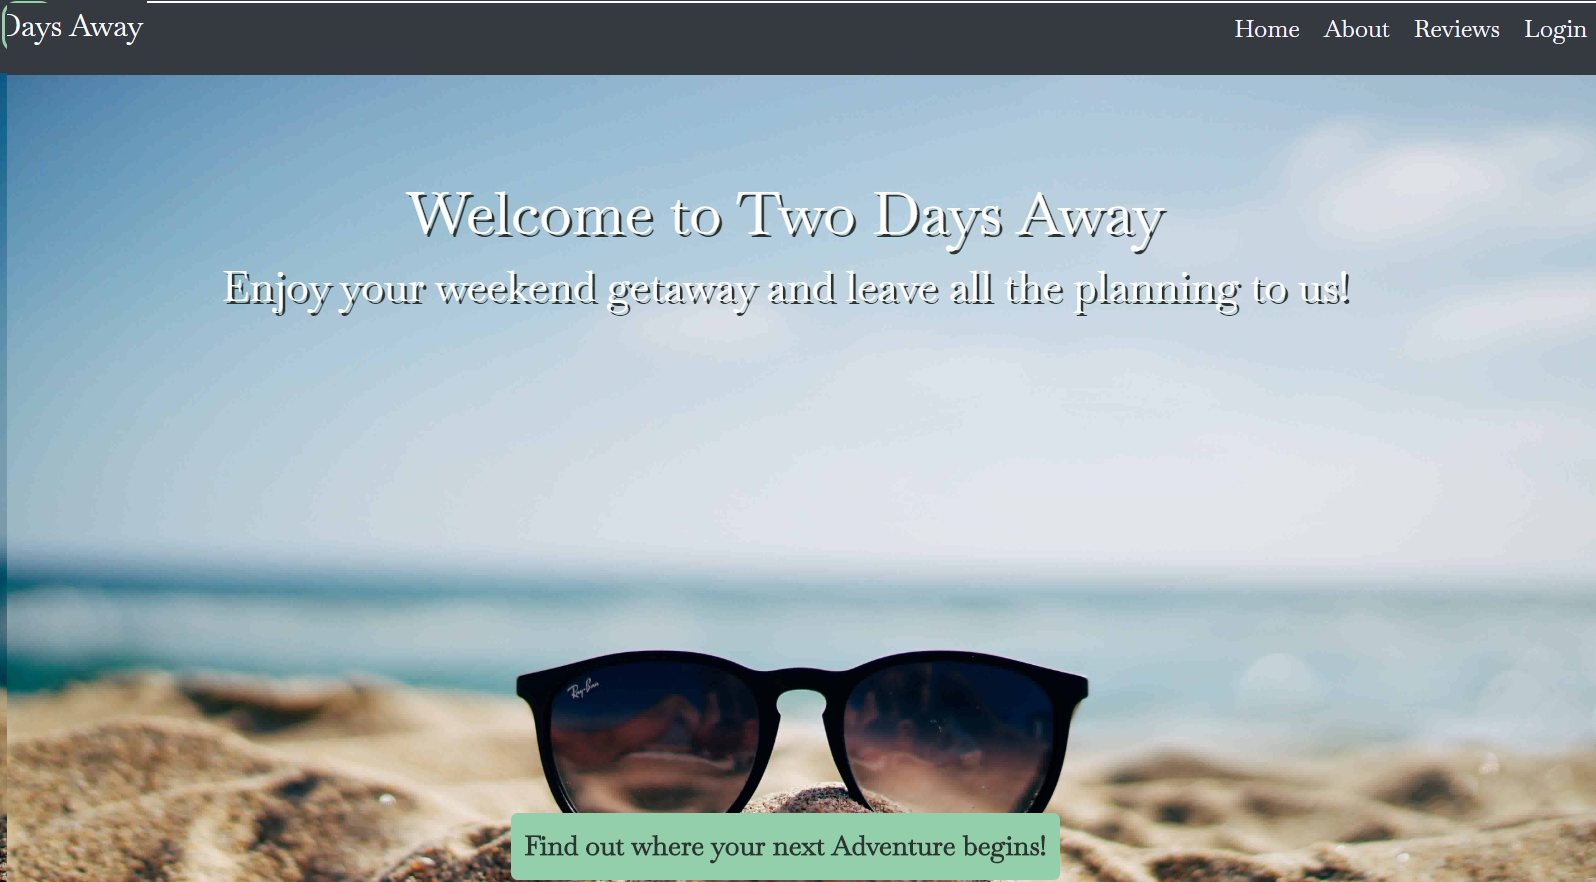 Days Away
Home About Reviews Login
Welcome to Two Days Away
Enjoy your weekend getaway and leave all the planning to us!
Ray-Ban
Find out where your next Adventure begins!